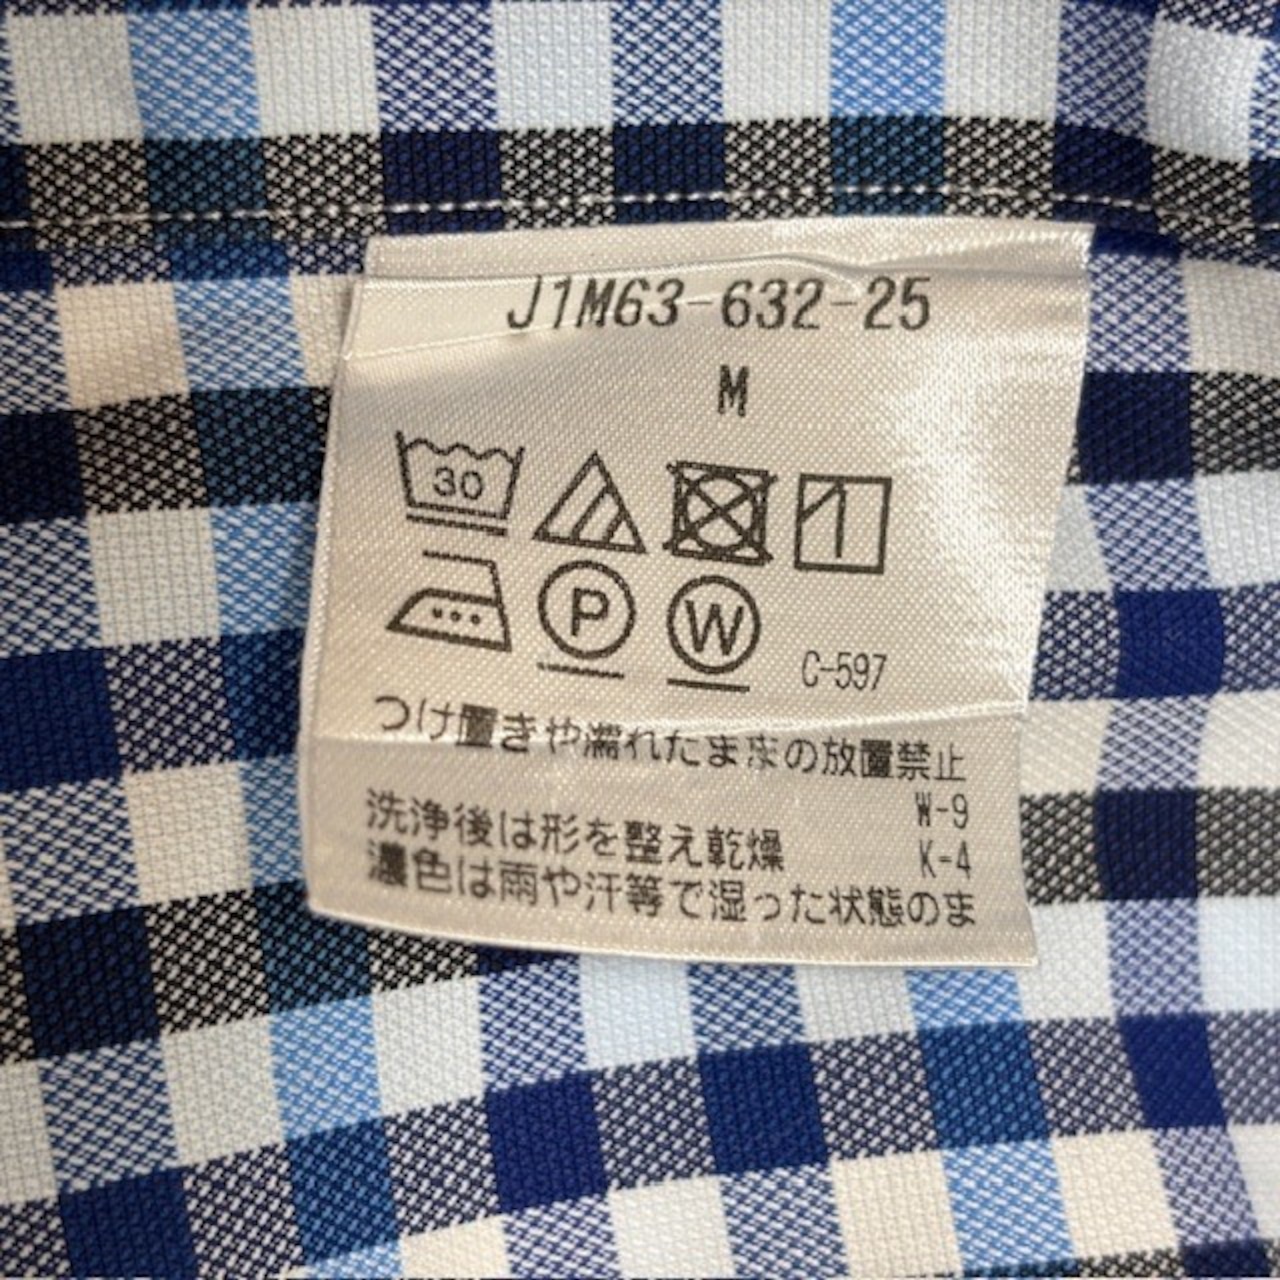 J1M63-632-25
M
30
P W C-597
つけ置きや濡れたままの放置禁止
W-9
洗浄後は形を整え乾燥
K-4
濃色は雨や汗等で湿った状態のま